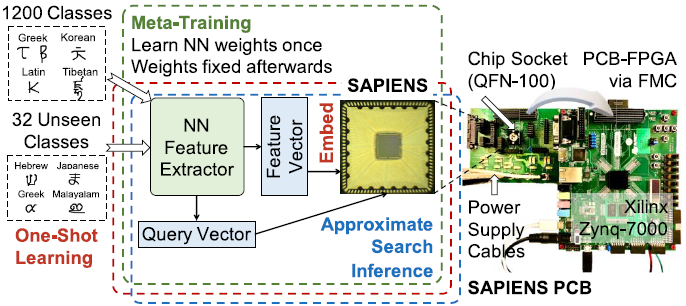 1200 Classes
Greek Korean
τ β ㅊ
Latin Tibetan
K
32 Unseen
Classes
Hebrew Japanese
ש ま
Greek Malayalam
α ഌ
One-Shot
Learning
Meta-Training
Learn NN weights once
Weights fixed afterwards
SAPIENS
NN
Feature
Extractor
Feature
Vector
Embed
Query Vector
Approximate
Search
Inference
Chip Socket
(QFN-100)
PCB-FPGA
via FMC
Power
Supply
Cables
Xilinx
Zynq-7000
SAPIENS PCB